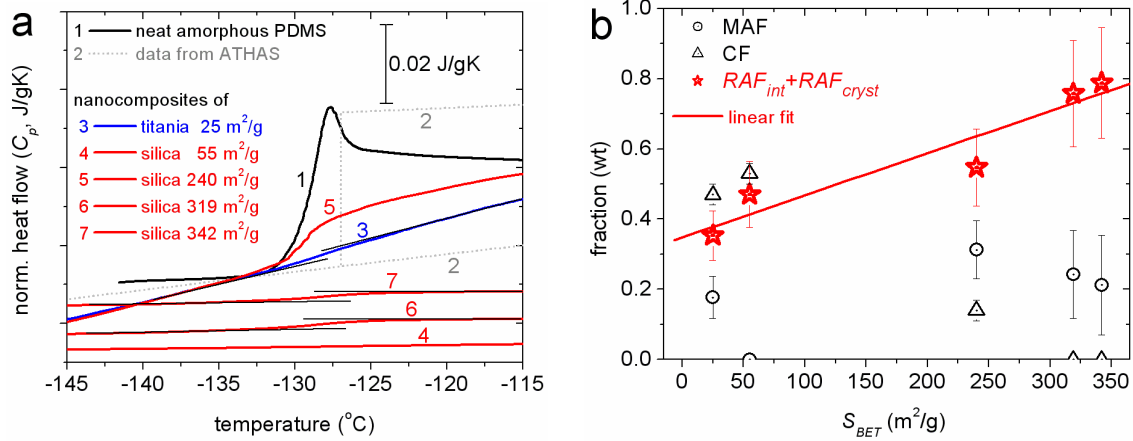 a
1 neat amorphous PDMS
2 data from ATHAS
0.02 J/gK
nanocomposites of
3 titania 25 m²/g
4 silica 55 m²/g
5 silica 240 m²/g
6 silica 319 m²/g
7 silica 342 m²/g
2
1
5
3
2
7
6
4
norm. heat flow (Cp, J/gK)
-145 -140 -135 -130 -125 -120 -115
temperature (°C)
b
MAF
CF
RAFint+RAFcryst
linear fit
1.0
0.8
0.6
0.4
0.2
0.0
fraction (wt)
0 50 100 150 200 250 300 350
SBET (m²/g)